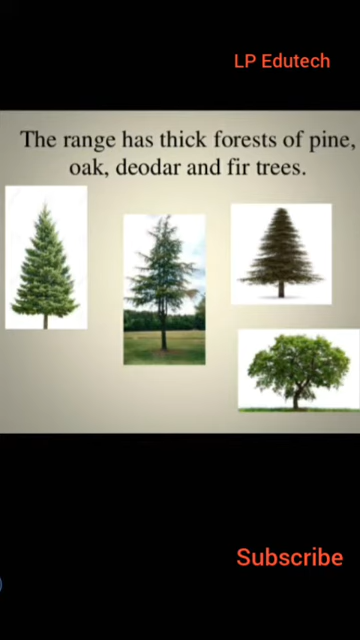 LP Edutech
The range has thick forests of pine,
oak, deodar and fir trees.
Subscribe